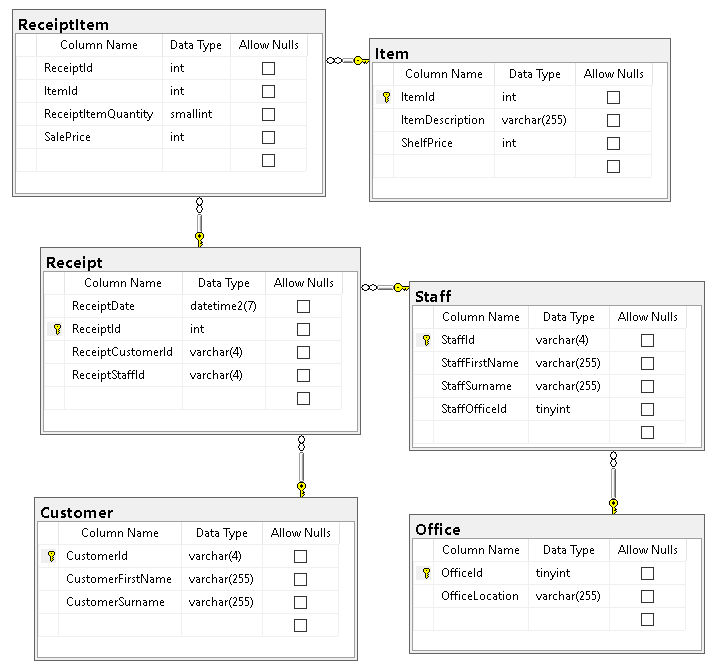 ReceiptItem
Column Name Data Type Allow Nulls
ReceiptId int
ItemId int
ReceiptItemQuantity smallint
SalePrice int
Item
Column Name Data Type Allow Nulls
ItemId int
ItemDescription varchar(255)
ShelfPrice int
Receipt
Column Name Data Type Allow Nulls
ReceiptDate datetime2(7)
ReceiptId int
ReceiptCustomerId varchar(4)
ReceiptStaffId varchar(4)
Staff
Column Name Data Type Allow Nulls
StaffId varchar(4)
StaffFirstName varchar(255)
StaffSurname varchar(255)
StaffOfficeId tinyint
Customer
Column Name Data Type Allow Nulls
CustomerId varchar(4)
CustomerFirstName varchar(255)
CustomerSurname varchar(255)
Office
Column Name Data Type Allow Nulls
OfficeId tinyint
OfficeLocation varchar(255)